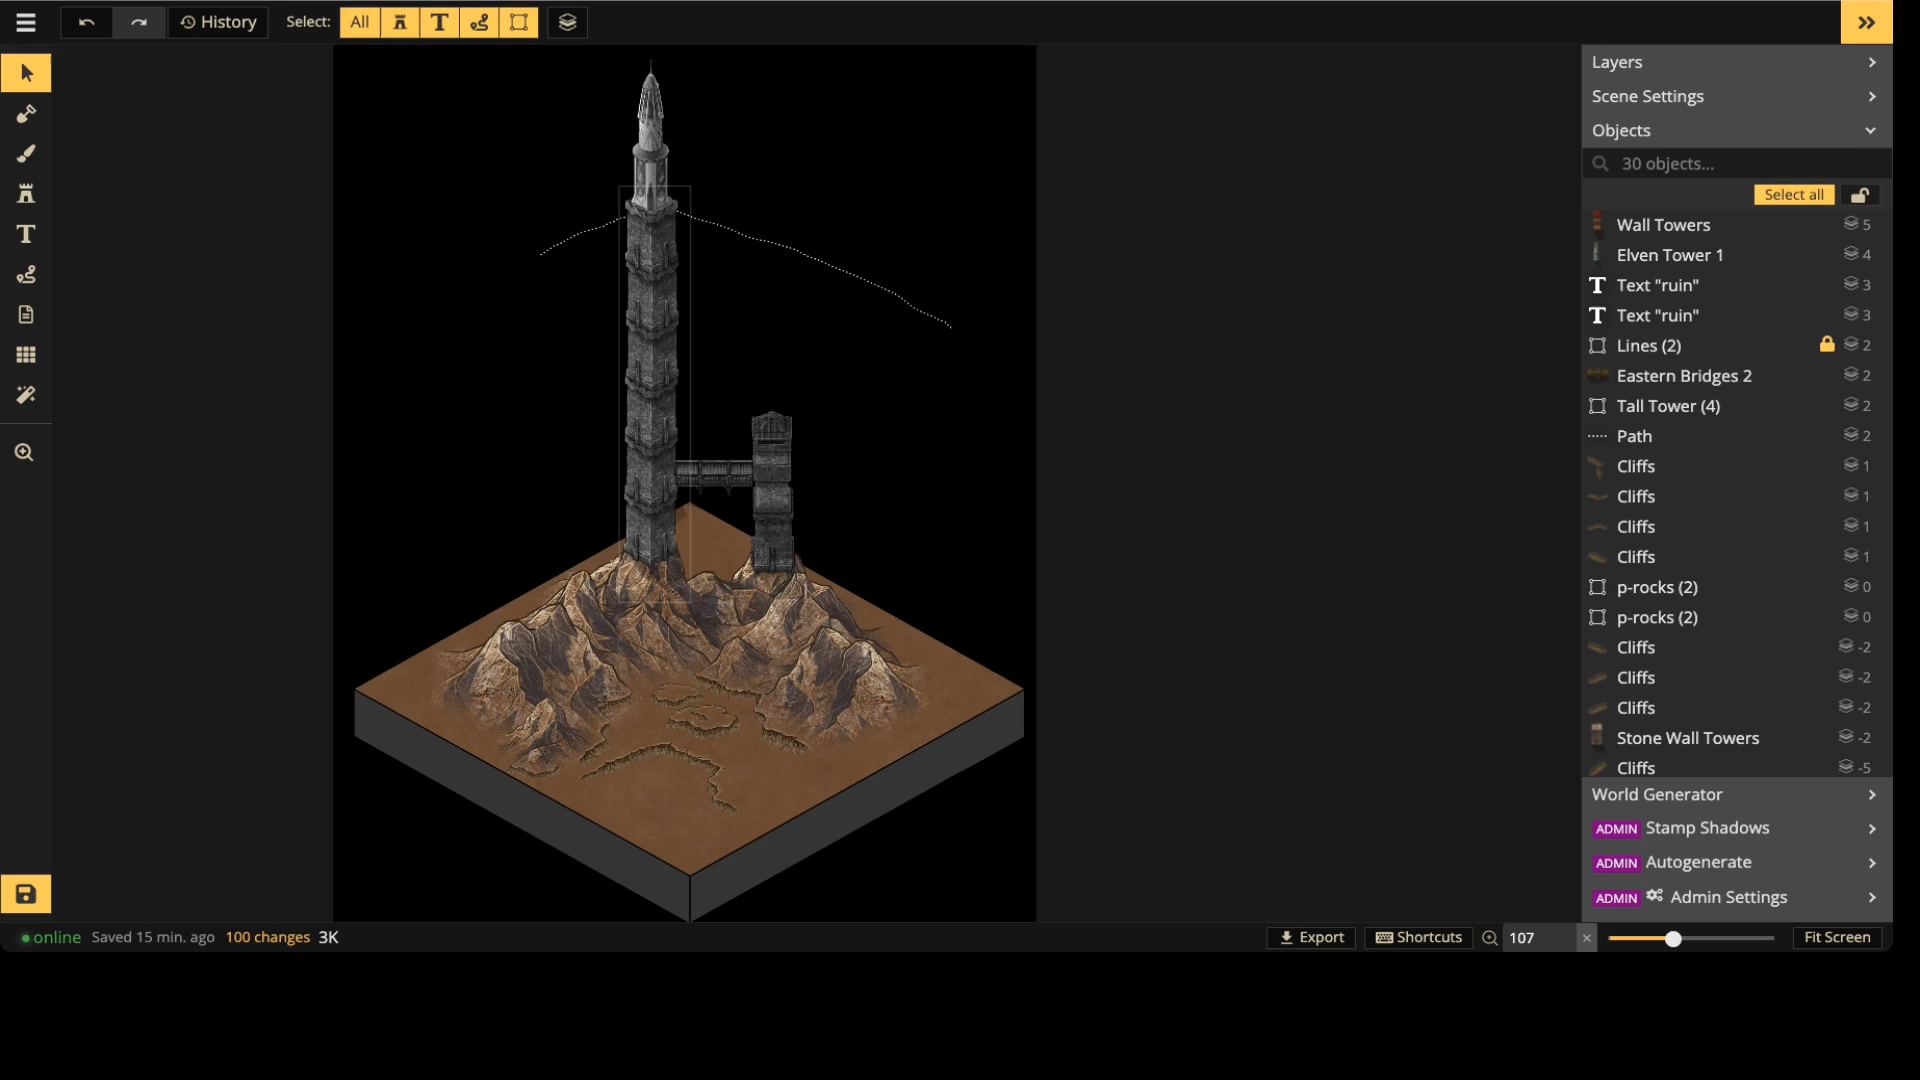 History
Select:
All
T
Layers
Scene Settings
Objects
30 objects...
Select all
Wall Towers 5
Elven Tower 1 4
T Text "ruin" 3
T Text "ruin" 3
Lines (2) 2
Eastern Bridges 2 2
Tall Tower (4) 2
Path 2
Cliffs 1
Cliffs 1
Cliffs 1
Cliffs 1
p-rocks (2) 0
p-rocks (2) 0
Cliffs -2
Cliffs -2
Cliffs -2
Stone Wall Towers -2
Cliffs -5
World Generator
ADMIN Stamp Shadows
ADMIN Autogenerate
ADMIN Admin Settings
T
online Saved 15 min. ago 100 changes 3K
Export Shortcuts 107 × Fit Screen